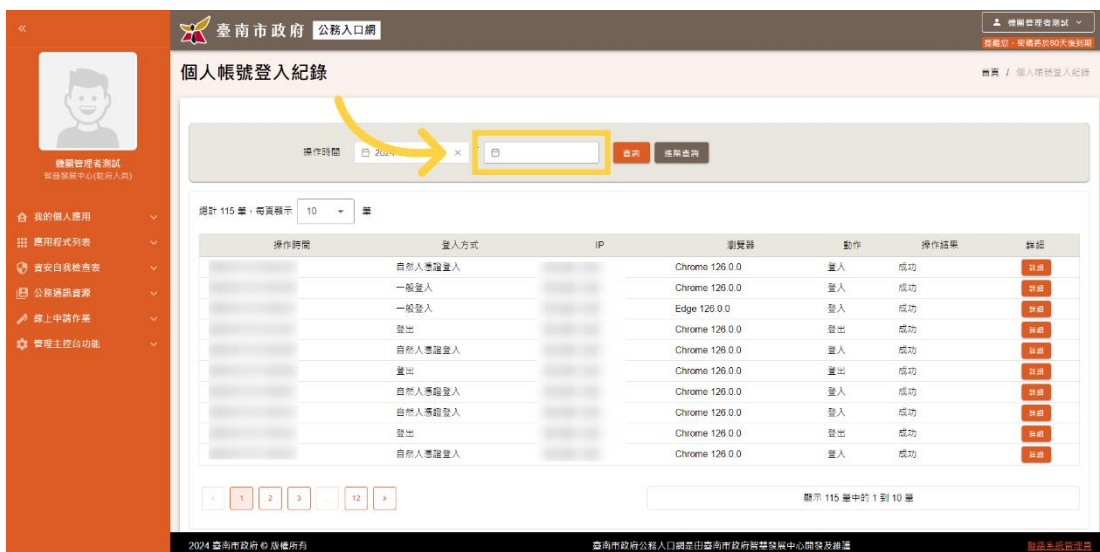 «
臺南市政府 公務入口網
機關管理者測試
提醒您，密碼將於60天後到期
個人帳號登入紀錄
首頁 / 個人帳號登入紀錄
機關管理者測試
智慧發展中心(駐府人員)
我的個人應用
應用程式列表
資安自我檢查表
公務通訊資源
線上申請作業
管理主控台功能
操作時間 2024 × ~ 查詢 進階查詢
總計 115 筆，每頁顯示 10 筆
操作時間 登入方式 IP 瀏覽器 動作 操作結果 詳細
自然人憑證登入 Chrome 126.0.0 登入 成功 詳細
一般登入 Chrome 126.0.0 登入 成功 詳細
一般登入 Edge 126.0.0 登入 成功 詳細
登出 Chrome 126.0.0 登出 成功 詳細
自然人憑證登入 Chrome 126.0.0 登入 成功 詳細
登出 Chrome 126.0.0 登出 成功 詳細
自然人憑證登入 Chrome 126.0.0 登入 成功 詳細
自然人憑證登入 Chrome 126.0.0 登入 成功 詳細
登出 Chrome 126.0.0 登出 成功 詳細
自然人憑證登入 Chrome 126.0.0 登入 成功 詳細
< 1 2 3 ... 12 >
顯示 115 筆中的 1 到 10 筆
2024 臺南市政府 © 版權所有
臺南市政府公務入口網是由臺南市政府智慧發展中心開發及維護
聯絡系統管理員